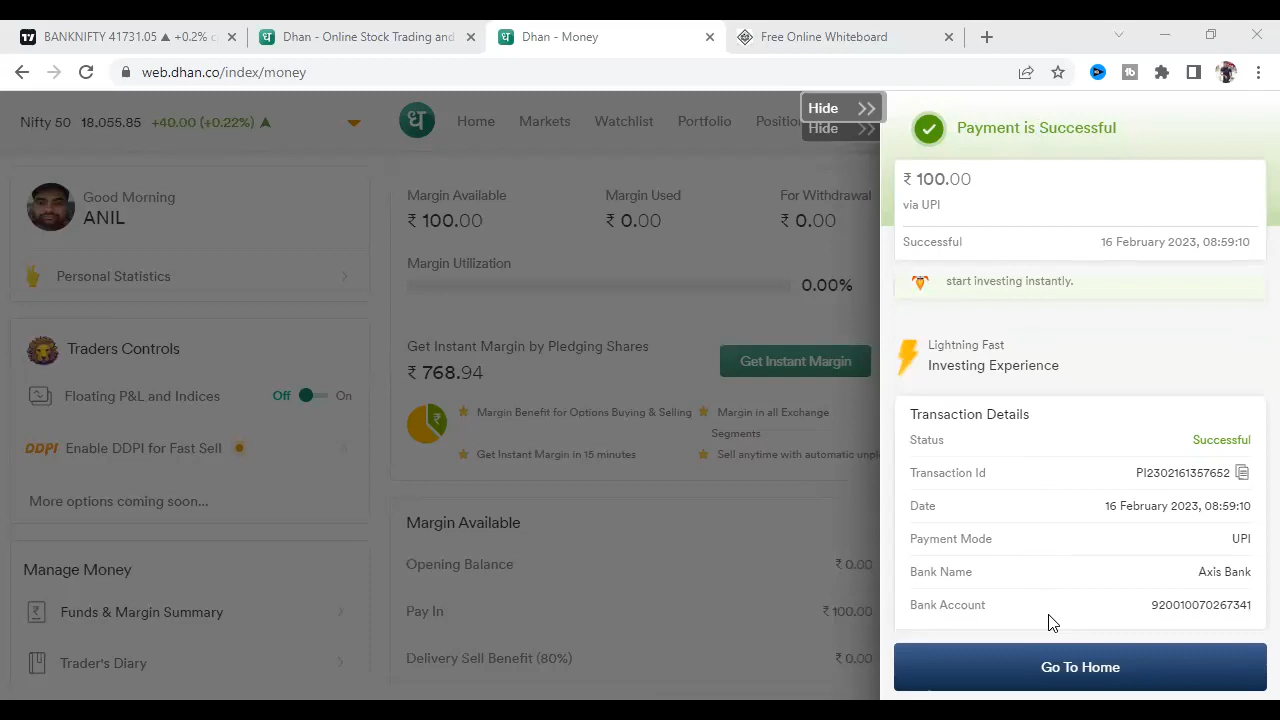 BANKNIFTY 41731.05 ▲ +0.2%
Dhan - Online Stock Trading and
Dhan - Money
Free Online Whiteboard
web.dhan.co/index/money
Nifty 50 18,055.85 +40.00 (+0.22%)
ध
Home Markets Watchlist Portfolio
Hide
Hide
Good Morning
ANIL
Personal Statistics
Traders Controls
Floating P&L and Indices Off On
DDPI Enable DDPI for Fast Sell
More options coming soon...
Manage Money
Funds & Margin Summary
Trader's Diary
Margin Available Margin Used For Withdrawal
₹ 100.00 ₹ 0.00 ₹ 0.00
Margin Utilization
0.00%
Get Instant Margin by Pledging Shares
₹ 768.94
Get Instant Margin
Margin Benefit for Options Buying & Selling
Margin in all Exchange
Segments
Get Instant Margin in 15 minutes
Sell anytime with automatic
Margin Available
Opening Balance ₹ 0.00
Pay In ₹ 100.00
Delivery Sell Benefit (80%) ₹ 0.00
Payment is Successful
₹ 100.00
via UPI
Successful 16 February 2023, 08:59:10
start investing instantly.
Lightning Fast
Investing Experience
Transaction Details
Status Successful
Transaction Id PI2302161357652
Date 16 February 2023, 08:59:10
Payment Mode UPI
Bank Name Axis Bank
Bank Account 920010070267341
Go To Home